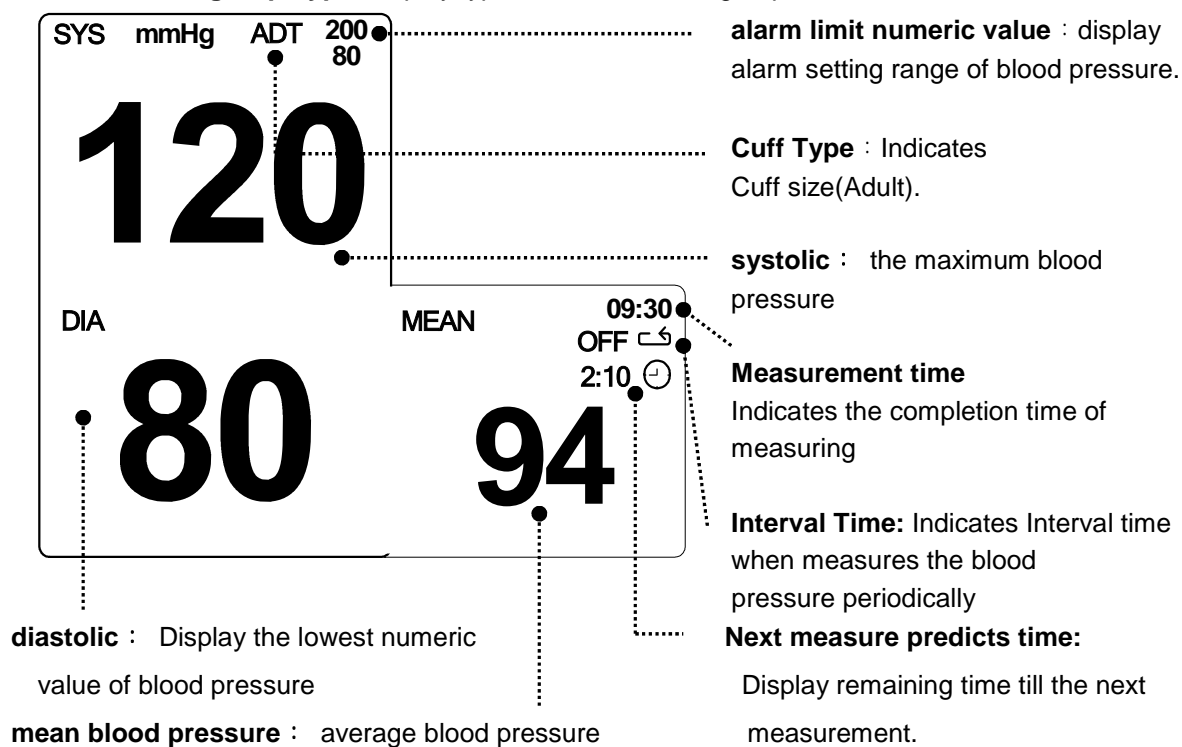 SYS mmHg ADT 200
80
120
DIA
80
MEAN
09:30
OFF
2:10
94
alarm limit numeric value：display
alarm setting range of blood pressure.
Cuff Type：Indicates
Cuff size(Adult).
systolic： the maximum blood
pressure
Measurement time
Indicates the completion time of
measuring
Interval Time: Indicates Interval time
when measures the blood
pressure periodically
Next measure predicts time:
Display remaining time till the next
measurement.
diastolic： Display the lowest numeric
value of blood pressure
mean blood pressure： average blood pressure